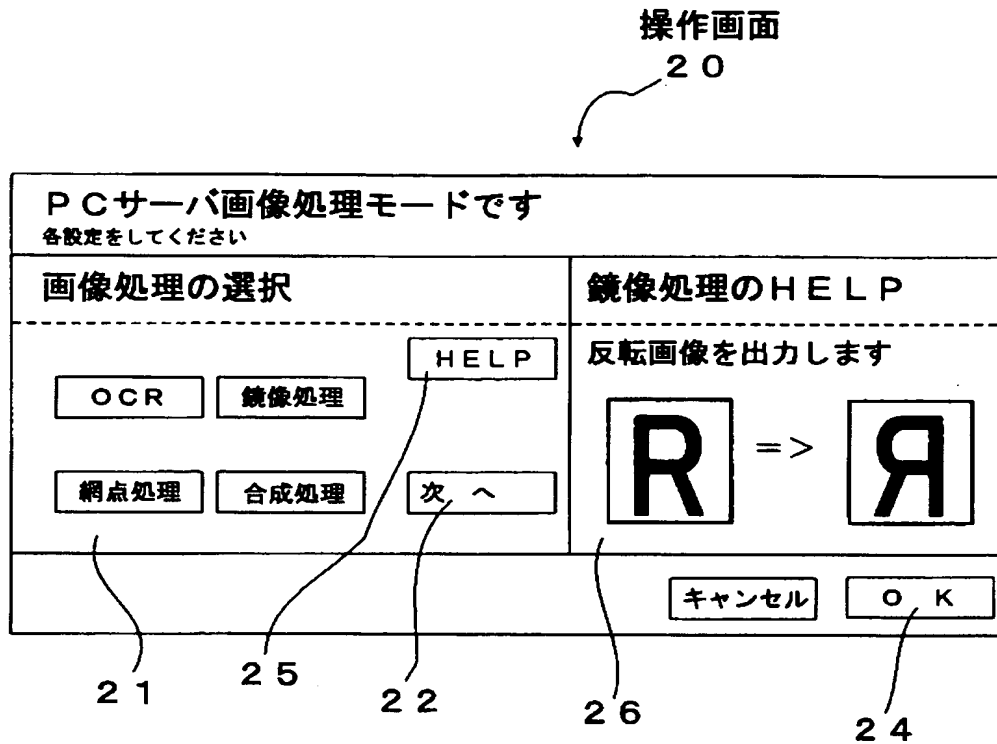 操作画面
20
PCサーバ画像処理モードです
各設定をしてください
画像処理の選択
鏡像処理のHELP
HELP
反転画像を出力します
OCR
鏡像処理
R => Я
網点処理
合成処理
次へ
キャンセル
OK
21
25
22
26
24